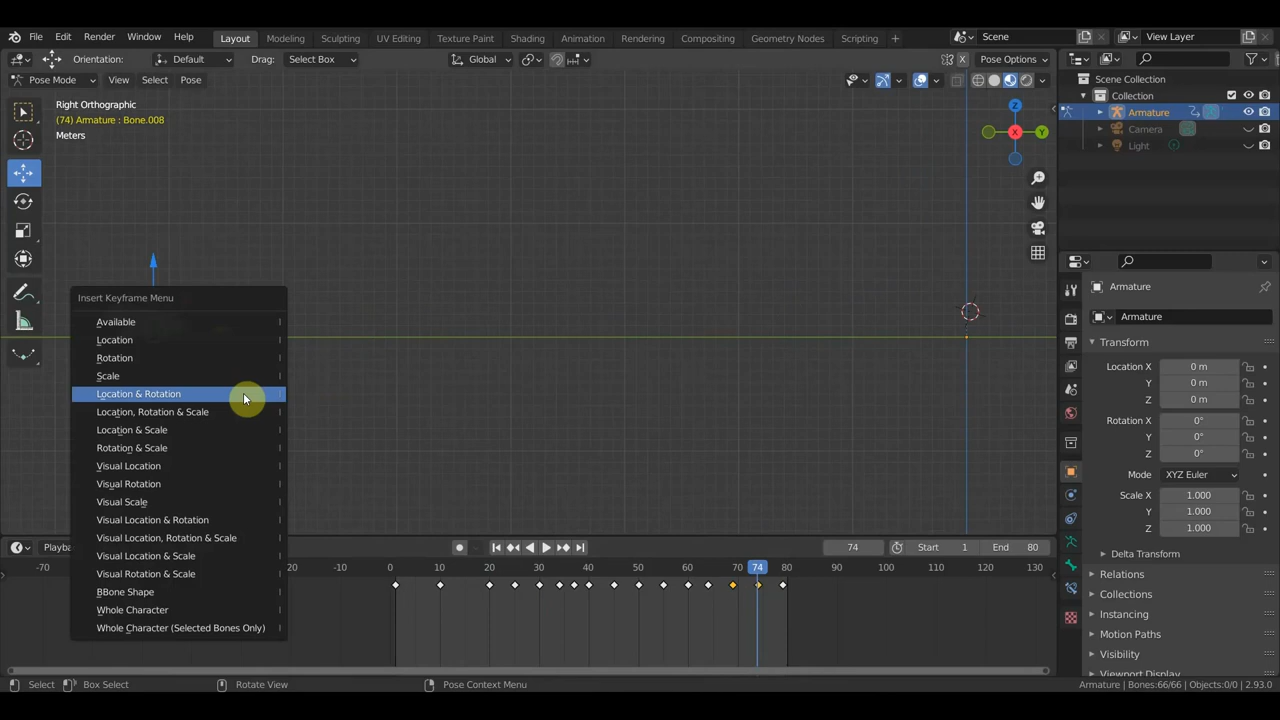 File Edit Render Window Help Layout Modeling Sculpting UV Editing Texture Paint Shading Animation Rendering Compositing Geometry Nodes Scripting + Scene View Layer
Orientation: Default Drag: Select Box Global X Pose Options
Pose Mode View Select Pose
Scene Collection
Collection
Armature
Camera
Light
Right Orthographic
(74) Armature : Bone.008
Meters
Z
Y
X
Insert Keyframe Menu
Available I
Location I
Rotation I
Scale I
Location & Rotation I
Location, Rotation & Scale I
Location & Scale I
Rotation & Scale I
Visual Location I
Visual Rotation I
Visual Scale I
Visual Location & Rotation I
Visual Location, Rotation & Scale I
Visual Location & Scale I
Visual Rotation & Scale I
BBone Shape I
Whole Character I
Whole Character (Selected Bones Only) I
Armature
Armature
Transform
Location X 0 m
Y 0 m
Z 0 m
Rotation X 0°
Y 0°
Z 0°
Mode XYZ Euler
Scale X 1.000
Y 1.000
Z 1.000
Delta Transform
Relations
Collections
Instancing
Motion Paths
Visibility
Viewport Display
Playba 74 Start 1 End 80
-70 -10 0 10 20 30 40 50 60 70 74 80 90 100 110 120 130
Select Box Select Rotate View Pose Context Menu Armature | Bones:66/66 | Objects:0/0 | 2.93.0